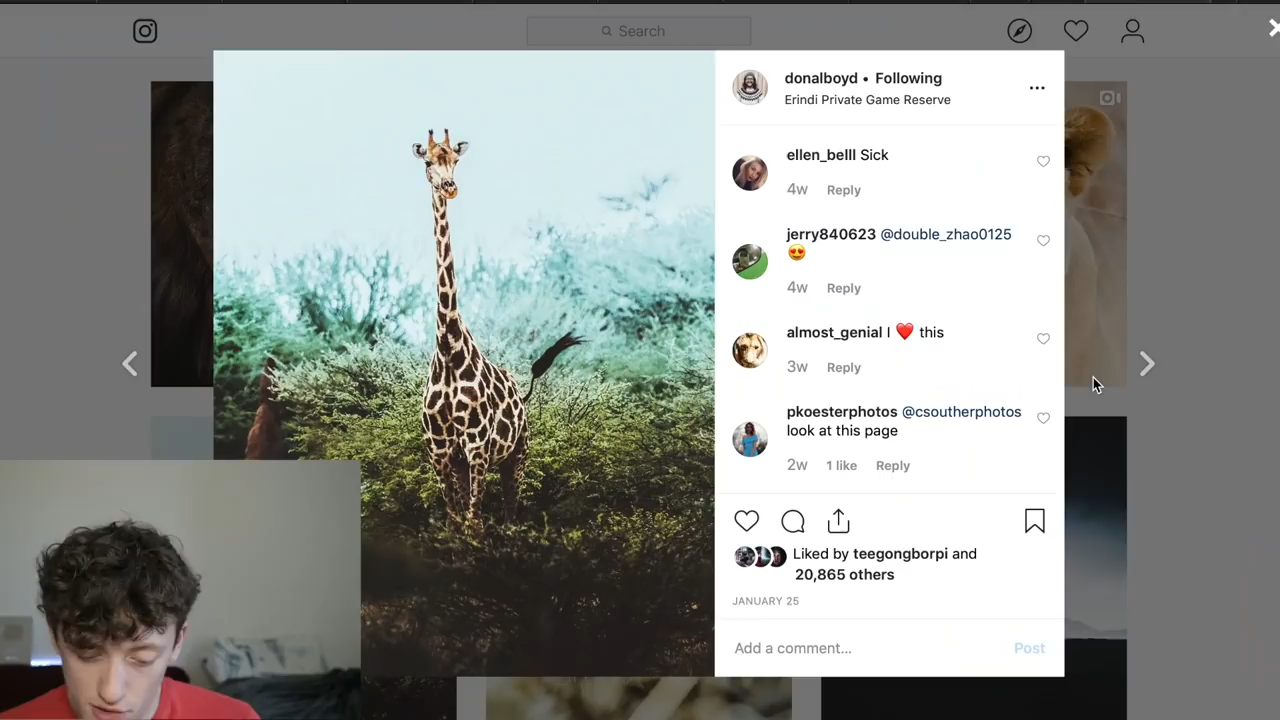 Search
donalboyd • Following
Erindi Private Game Reserve
ellen_belll Sick
4w Reply
jerry840623 @double_zhao0125
😍
4w Reply
almost_genial I ❤️ this
3w Reply
pkoesterphotos @csoutherphotos
look at this page
2w 1 like Reply
Liked by teegongborpi and
20,865 others
JANUARY 25
Add a comment... Post